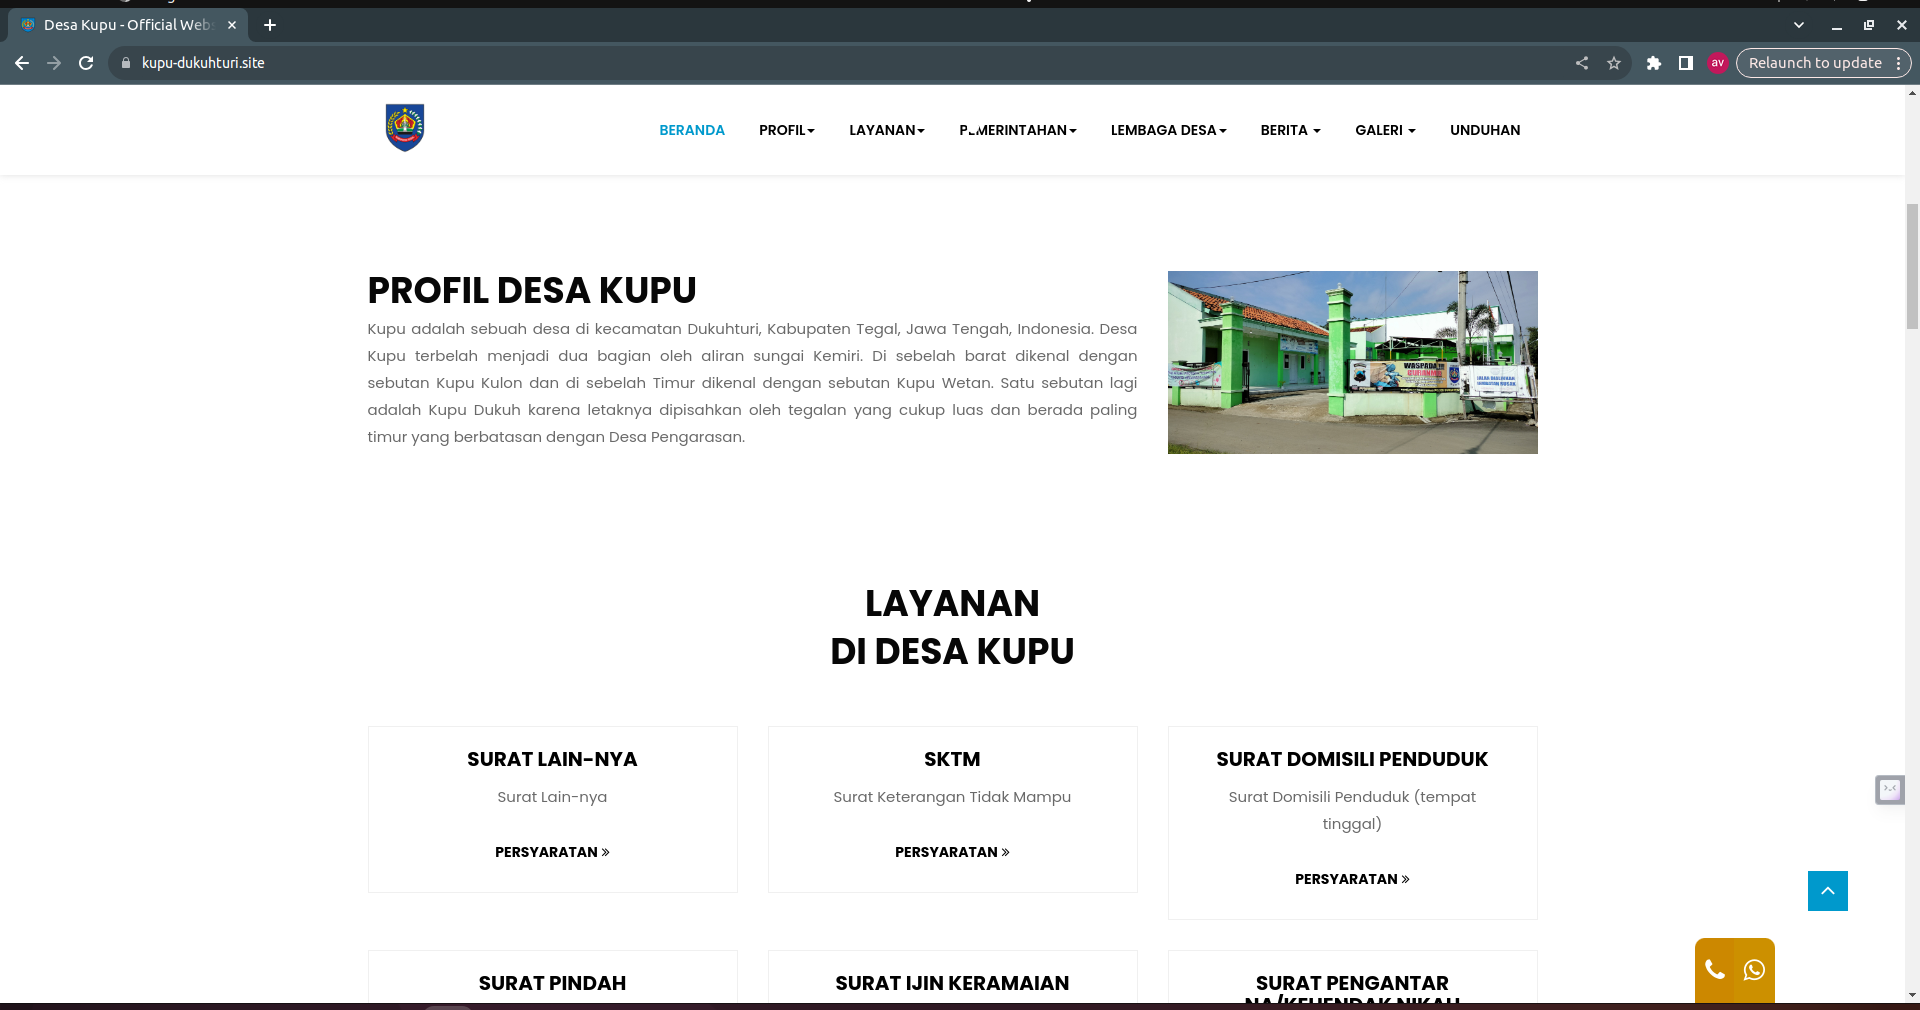 Desa Kupu - Official Webs
kupu-dukuhturi.site
av
Relaunch to update
BERANDA
PROFIL
LAYANAN
LEMBAGA DESA
BERITA
GALERI
UNDUHAN
PROFIL DESA KUPU
Kupu adalah sebuah desa di kecamatan Dukuhturi, Kabupaten Tegal, Jawa Tengah, Indonesia. Desa
Kupu terbelah menjadi dua bagian oleh aliran sungai Kemiri. Di sebelah barat dikenal dengan
sebutan Kupu Kulon dan di sebelah Timur dikenal dengan sebutan Kupu Wetan. Satu sebutan lagi
adalah Kupu Dukuh karena letaknya dipisahkan oleh tegalan yang cukup luas dan berada paling
timur yang berbatasan dengan Desa Pengarasan.
WASPADA
LAYANAN
DI DESA KUPU
SURAT LAIN-NYA
Surat Lain-nya
PERSYARATAN »
SKTM
Surat Keterangan Tidak Mampu
PERSYARATAN »
SURAT DOMISILI PENDUDUK
Surat Domisili Penduduk (tempat
tinggal)
PERSYARATAN »
SURAT PINDAH
SURAT IJIN KERAMAIAN
SURAT PENGANTAR
NA/KEHENDAK NIKAH